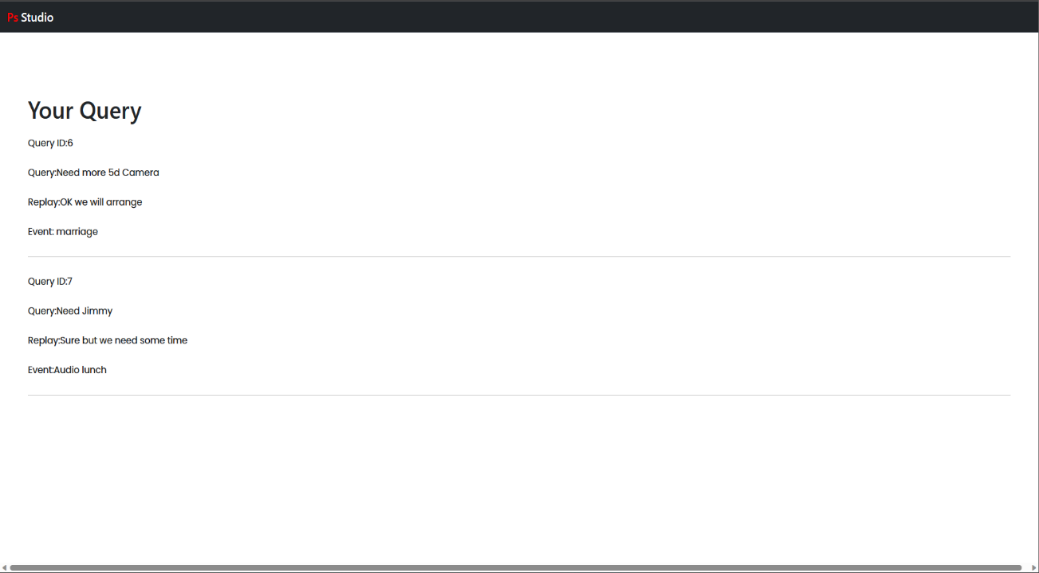 Ps Studio
Your Query
Query ID:6
Query:Need more 5d Camera
Replay:OK we will arrange
Event: marriage
Query ID:7
Query:Need Jimmy
Replay:Sure but we need some time
Event:Audio lunch